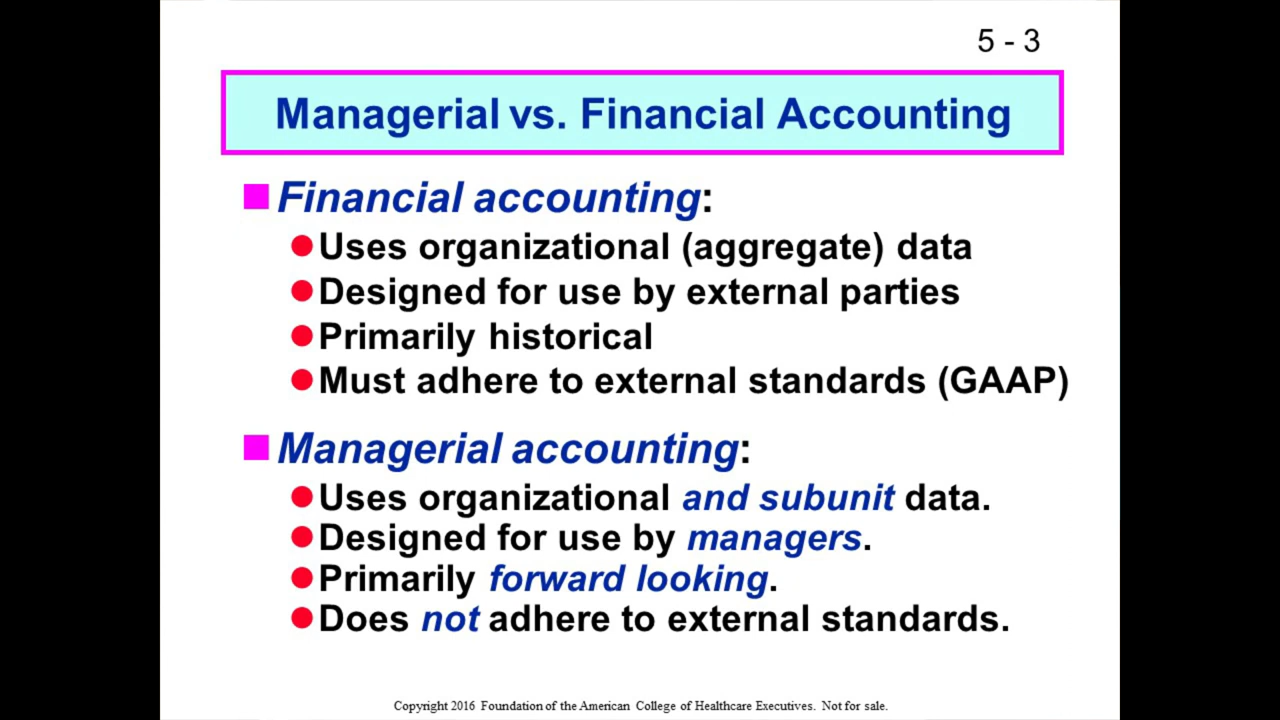 5 - 3
Managerial vs. Financial Accounting
Financial accounting:
Uses organizational (aggregate) data
Designed for use by external parties
Primarily historical
Must adhere to external standards (GAAP)
Managerial accounting:
Uses organizational and subunit data.
Designed for use by managers.
Primarily forward looking.
Does not adhere to external standards.
Copyright 2016 Foundation of the American College of Healthcare Executives. Not for sale.